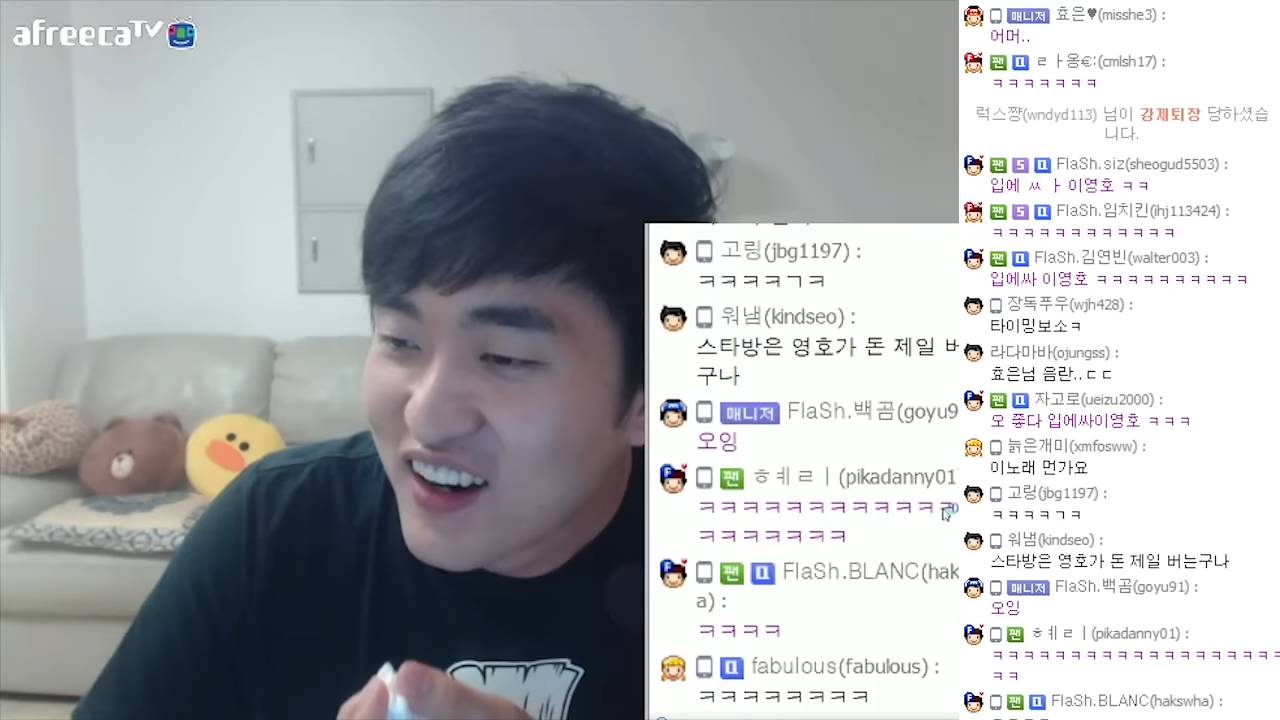 afreecaTV
고링(jbg1197) :
ㅋㅋㅋㅋㄱㅋ
워냄(kindseo) :
스타방은 영호가 돈 제일 버
구나
매니저 FlaSh.백곰(goyu9
오잉
팬 ㅎㅖㄹㅣ(pikadanny01
ㅋㅋㅋㅋㅋㅋㅋㅋㅋㅋㅋㅋ
ㅋㅋㅋㅋㅋㅋㅋ
팬 FlaSh.BLANC(hak
a) :
ㅋㅋㅋㅋ
fabulous(fabulous) :
ㅋㅋㅋㅋㅋㅋㅋㅋ
매니저 효은♥(misshe3) :
어머..
팬 ㄹㅏ옹€:(cmlsh17) :
ㅋㅋㅋㅋㅋㅋㅋ
럭스쨩(wndyd113) 님이 강제퇴장 당하셨습
니다.
팬 S FlaSh.siz(sheogud5503) :
입에 ㅆㅏ 이영호 ㅋㅋ
팬 S FlaSh.임치킨(ihj113424) :
ㅋㅋㅋㅋㅋㅋㅋㅋㅋㅋㅋㅋ
팬 FlaSh.김연빈(walter003) :
입에싸 이영호 ㅋㅋㅋㅋㅋㅋㅋㅋㅋㅋ
장독푸우(wjh428) :
타이밍보소ㅋ
라다마바(ojungss) :
효은님 음란..ㄷㄷ
팬 자고로(ueizu2000) :
오 좋다 입에싸이영호 ㅋㅋㅋ
늙은개미(xmfosww) :
이노래 먼가요
고링(jbg1197) :
ㅋㅋㅋㅋㄱㅋ
워냄(kindseo) :
스타방은 영호가 돈 제일 버는구나
매니저 FlaSh.백곰(goyu91) :
오잉
팬 ㅎㅖㄹㅣ(pikadanny01) :
ㅋㅋㅋㅋㅋㅋㅋㅋㅋㅋㅋㅋㅋㅋㅋㅋㅋ
ㅋㅋ
팬 FlaSh.BLANC(hakswha) :